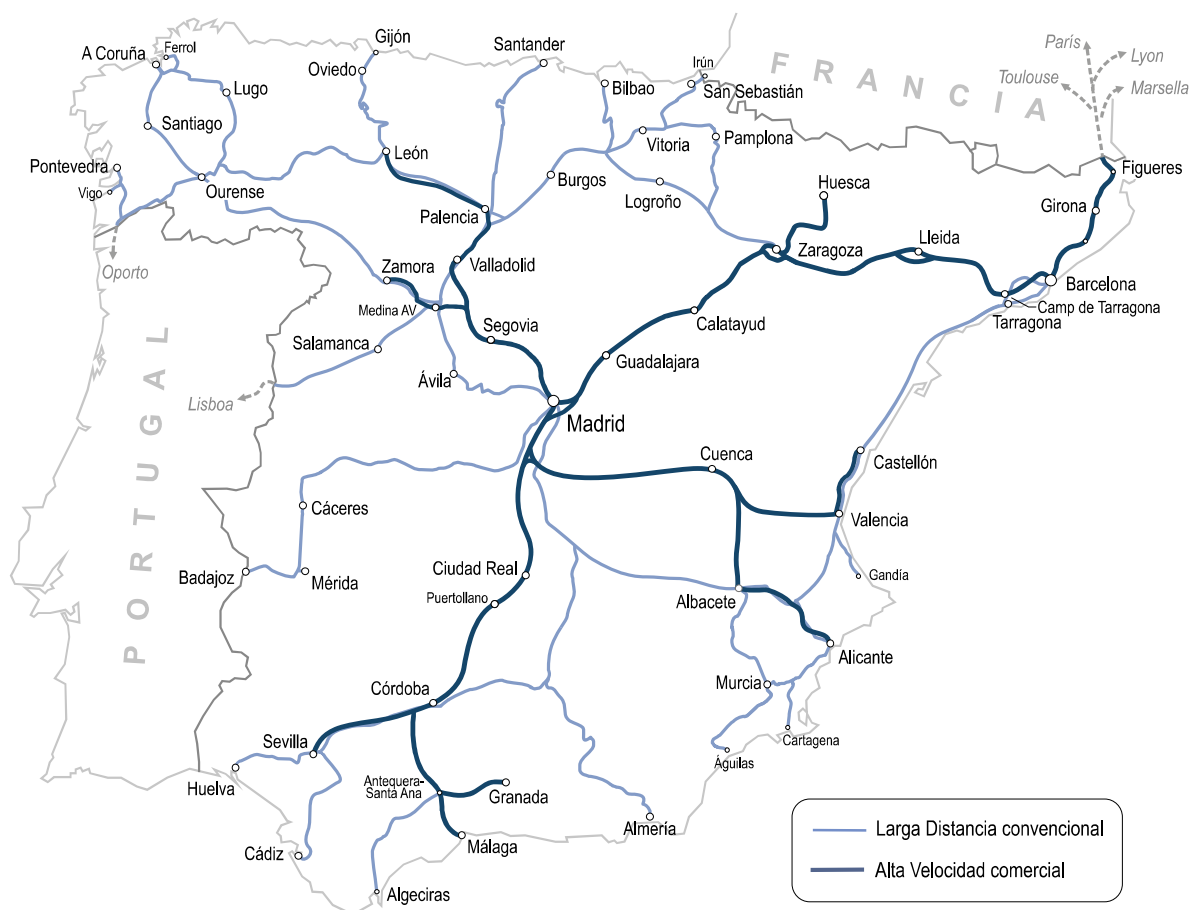 Gijón
Santander
París
Ferrol
A Coruña
Oviedo
Irún
FRANCIA
Lyon
Toulouse
Marsella
Lugo
Bilbao
San Sebastián
Santiago
Vitoria
Pamplona
León
Pontevedra
Vigo
Ourense
Burgos
Logroño
Huesca
Figueres
Palencia
Girona
Oporto
Zamora
Valladolid
Zaragoza
Lleida
Barcelona
Medina AV
Segovia
Calatayud
Camp de Tarragona
Tarragona
Salamanca
Guadalajara
Ávila
Lisboa
Madrid
PORTUGAL
Cuenca
Castellón
Cáceres
Valencia
Badajoz
Mérida
Ciudad Real
Puertollano
Gandía
Albacete
Alicante
Murcia
Córdoba
Sevilla
Cartagena
Águilas
Huelva
Antequera-
Santa Ana
Granada
Almería
Málaga
Cádiz
Algeciras
Larga Distancia convencional
Alta Velocidad comercial